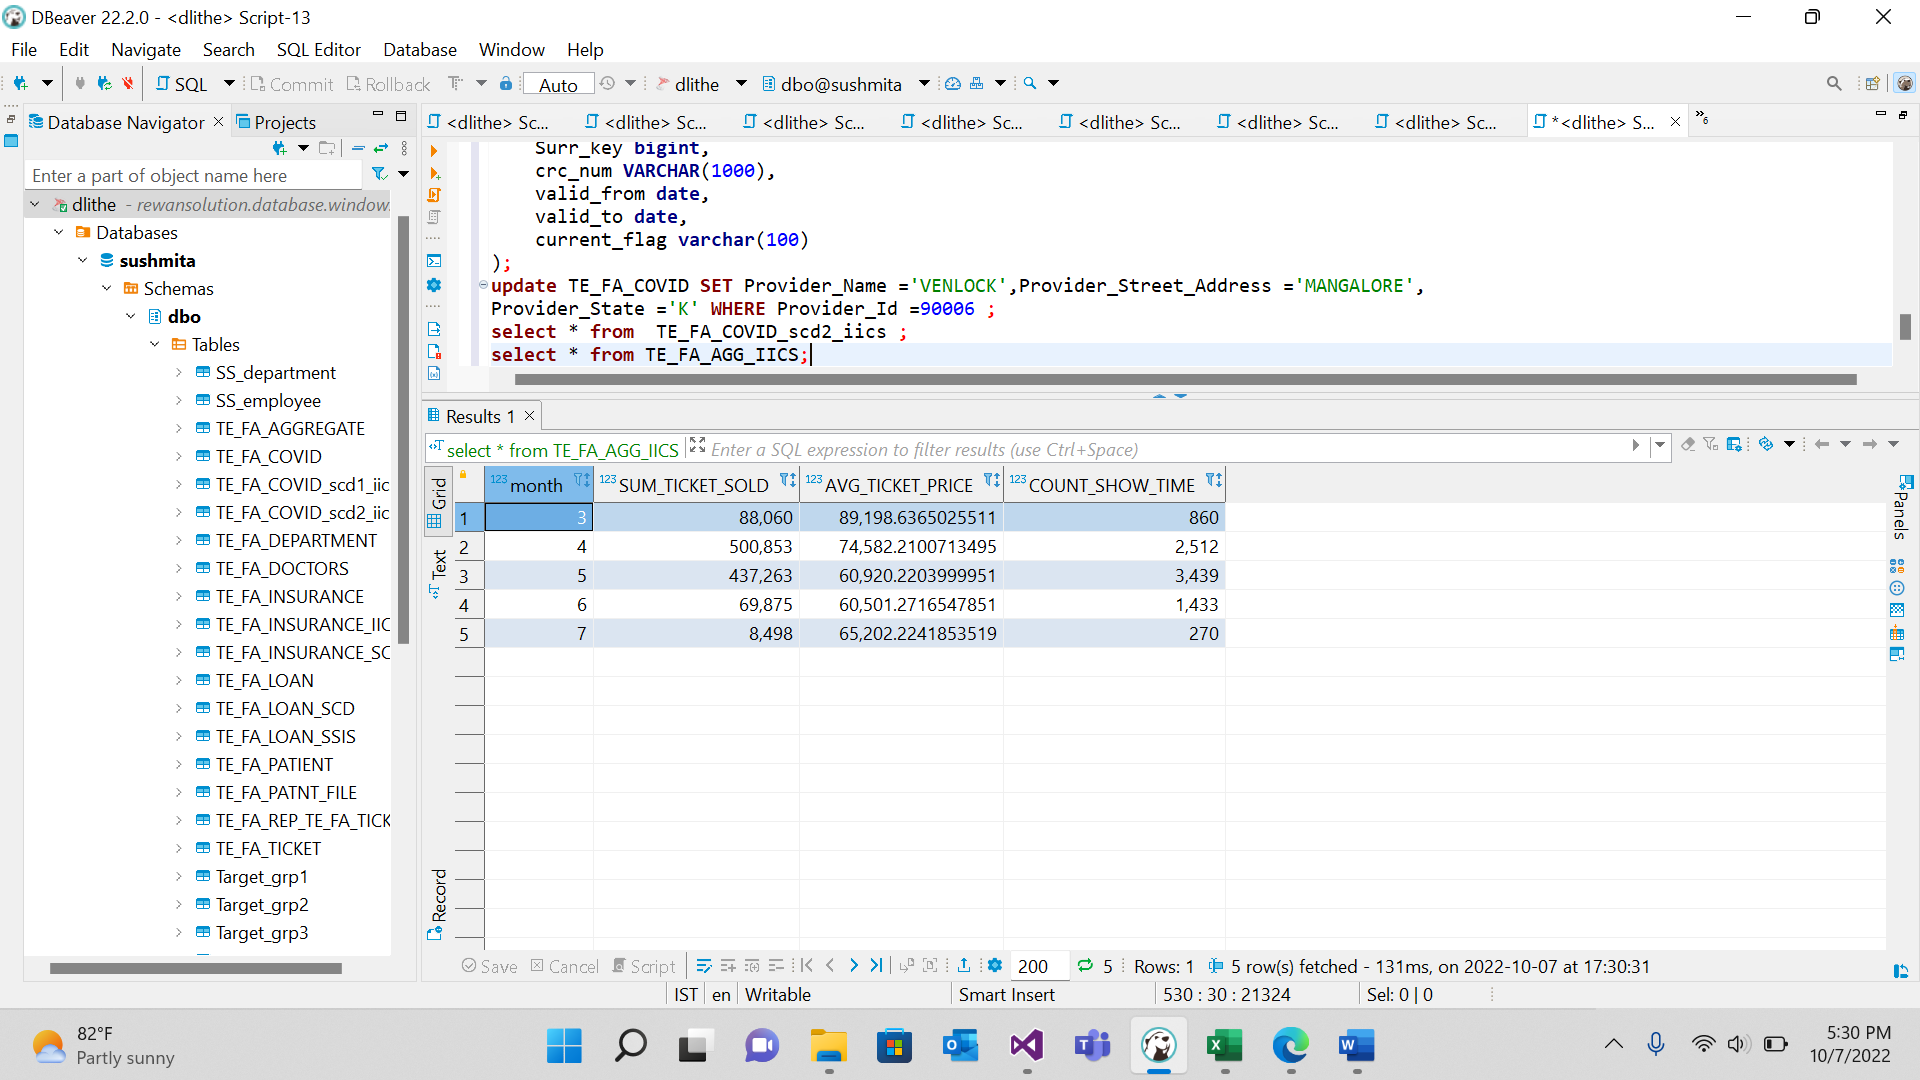 DBeaver 22.2.0 - <dlithe> Script-13
File Edit Navigate Search SQL Editor Database Window Help
SQL Commit Rollback Auto dlithe dbo@sushmita
Database Navigator Projects
<dlithe> Sc... <dlithe> Sc... <dlithe> Sc... <dlithe> Sc... <dlithe> Sc... <dlithe> Sc... <dlithe> Sc... *<dlithe> S... »6
Enter a part of object name here
dlithe - rewansolution.database.window.
Databases
sushmita
Schemas
dbo
Tables
SS_department
SS_employee
TE_FA_AGGREGATE
TE_FA_COVID
TE_FA_COVID_scd1_iic
TE_FA_COVID_scd2_iic
TE_FA_DEPARTMENT
TE_FA_DOCTORS
TE_FA_INSURANCE
TE_FA_INSURANCE_IIC
TE_FA_INSURANCE_SC
TE_FA_LOAN
TE_FA_LOAN_SCD
TE_FA_LOAN_SSIS
TE_FA_PATIENT
TE_FA_PATNT_FILE
TE_FA_REP_TE_FA_TICK
TE_FA_TICKET
Target_grp1
Target_grp2
Target_grp3
Surr_key bigint,
crc_num VARCHAR(1000),
valid_from date,
valid_to date,
current_flag varchar(100)
);
update TE_FA_COVID SET Provider_Name ='VENLOCK',Provider_Street_Address ='MANGALORE',
Provider_State ='K' WHERE Provider_Id =90006 ;
select * from  TE_FA_COVID_scd2_iics ;
select * from TE_FA_AGG_IICS;
Results 1
select * from TE_FA_AGG_IICS Enter a SQL expression to filter results (use Ctrl+Space)
Grid
Text
Record
Panels
123 month 123 SUM_TICKET_SOLD 123 AVG_TICKET_PRICE 123 COUNT_SHOW_TIME
1 3 88,060 89,198.6365025511 860
2 4 500,853 74,582.2100713495 2,512
3 5 437,263 60,920.2203999951 3,439
4 6 69,875 60,501.2716547851 1,433
5 7 8,498 65,202.2241853519 270
Save Cancel Script 200 5 Rows: 1 5 row(s) fetched - 131ms, on 2022-10-07 at 17:30:31
IST en Writable Smart Insert 530 : 30 : 21324 Sel: 0 | 0
82°F
Partly sunny
5:30 PM
10/7/2022